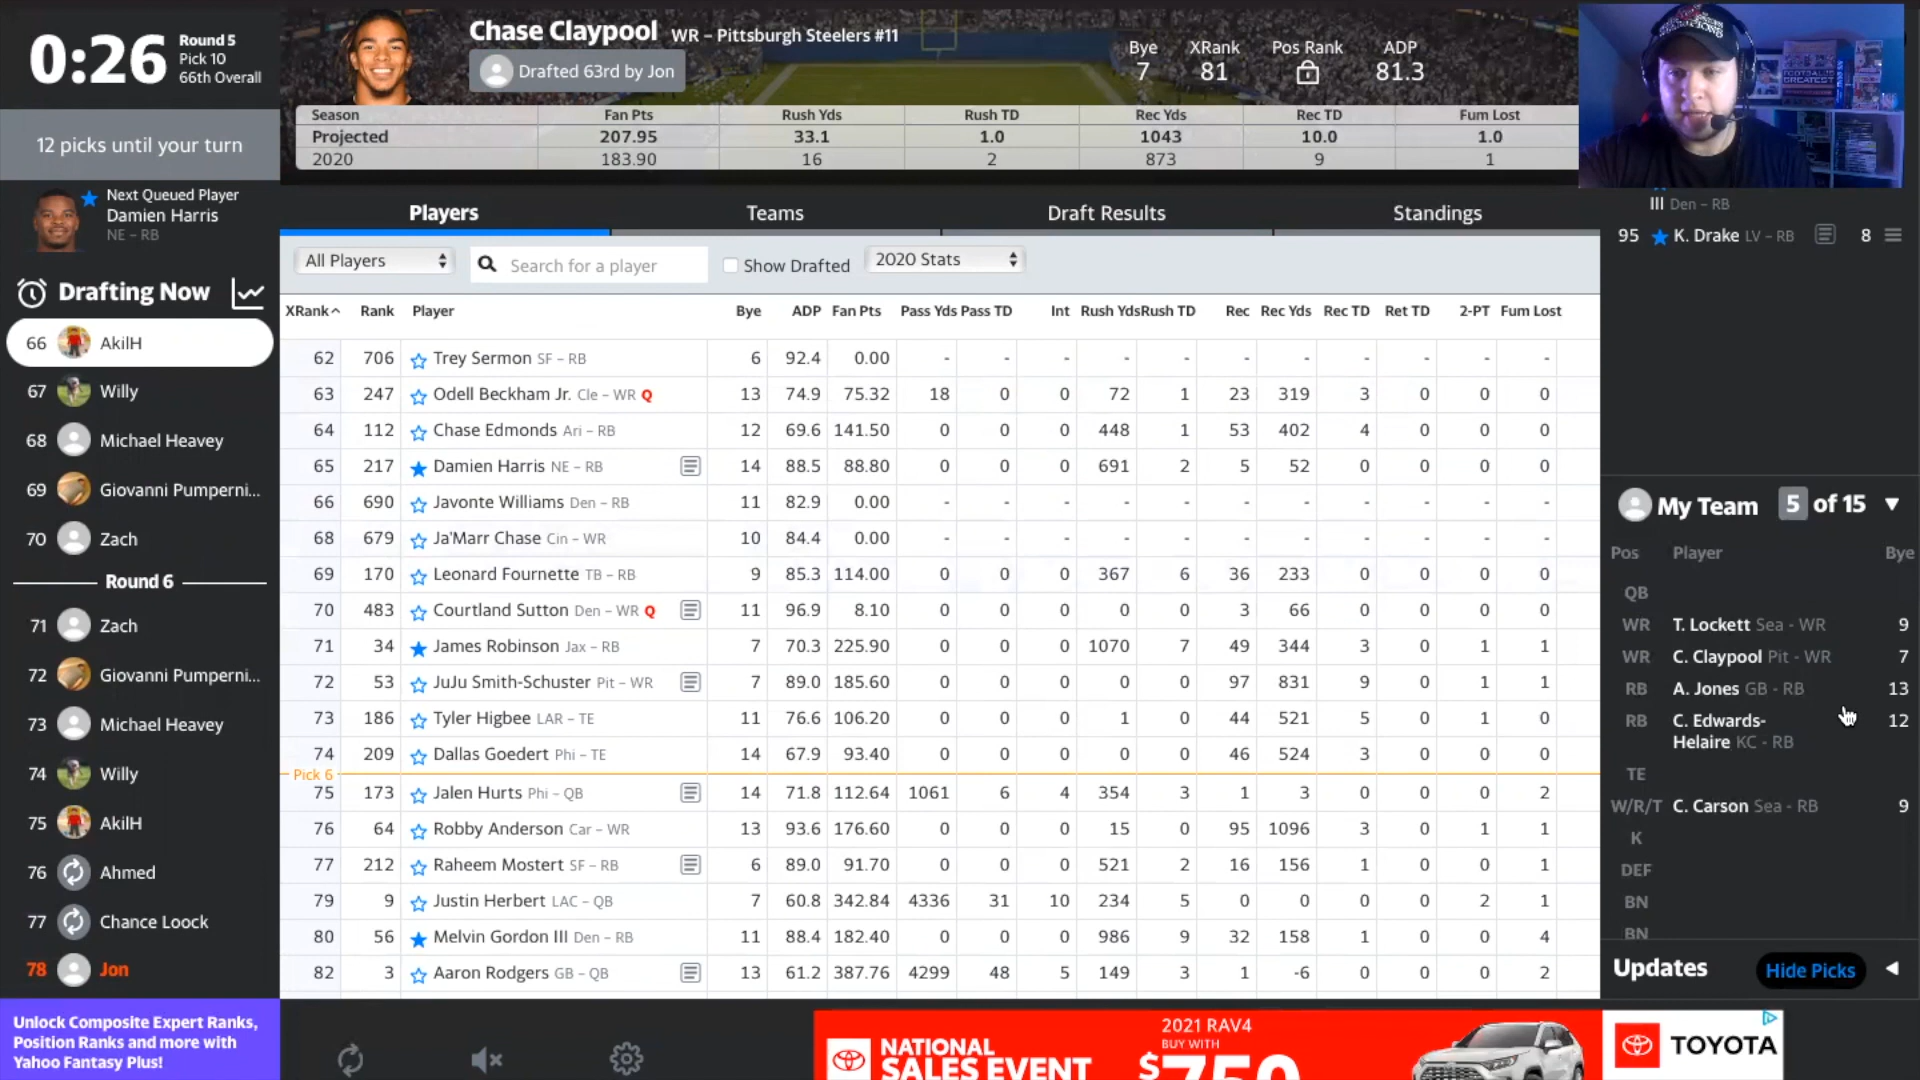 0:26
Round 5
Pick 10
66th Overall
12 picks until your turn
Next Queued Player
Damien Harris
NE – RB
Drafting Now
66 AkilH
67 Willy
68 Michael Heavey
69 Giovanni Pumperni...
70 Zach
Round 6
71 Zach
72 Giovanni Pumperni...
73 Michael Heavey
74 Willy
75 AkilH
76 Ahmed
77 Chance Loock
78 Jon
Unlock Composite Expert Ranks,
Position Ranks and more with
Yahoo Fantasy Plus!
Chase Claypool WR – Pittsburgh Steelers #11
Drafted 63rd by Jon
Bye XRank Pos Rank ADP
7 81 81.3
Season Fan Pts Rush Yds Rush TD Rec Yds Rec TD Fum Lost
Projected 207.95 33.1 1.0 1043 10.0 1.0
2020 183.90 16 2 873 9 1
Players Teams Draft Results Standings
All Players Search for a player Show Drafted 2020 Stats
XRank^ Rank Player Bye ADP Fan Pts Pass Yds Pass TD Int Rush Yds Rush TD Rec Rec Yds Rec TD Ret TD 2-PT Fum Lost
62 706 Trey Sermon SF – RB 6 92.4 0.00 - - - - - - - - - - -
63 247 Odell Beckham Jr. Cle – WR Q 13 74.9 75.32 18 0 0 72 1 23 319 3 0 0 0
64 112 Chase Edmonds Ari – RB 12 69.6 141.50 0 0 0 448 1 53 402 4 0 0 0
65 217 Damien Harris NE – RB 14 88.5 88.80 0 0 0 691 2 5 52 0 0 0 0
66 690 Javonte Williams Den – RB 11 82.9 0.00 - - - - - - - - - - -
68 679 Ja'Marr Chase Cin – WR 10 84.4 0.00 - - - - - - - - - - -
69 170 Leonard Fournette TB – RB 9 85.3 114.00 0 0 0 367 6 36 233 0 0 0 0
70 483 Courtland Sutton Den – WR Q 11 96.9 8.10 0 0 0 0 0 3 66 0 0 0 0
71 34 James Robinson Jax – RB 7 70.3 225.90 0 0 0 1070 7 49 344 3 0 1 1
72 53 JuJu Smith-Schuster Pit – WR 7 89.0 185.60 0 0 0 0 0 97 831 9 0 1 1
73 186 Tyler Higbee LAR – TE 11 76.6 106.20 0 0 0 1 0 44 521 5 0 1 0
74 209 Dallas Goedert Phi – TE 14 67.9 93.40 0 0 0 0 0 46 524 3 0 0 0
Pick 6
75 173 Jalen Hurts Phi – QB 14 71.8 112.64 1061 6 4 354 3 1 3 0 0 0 2
76 64 Robby Anderson Car – WR 13 93.6 176.60 0 0 0 15 0 95 1096 3 0 1 1
77 212 Raheem Mostert SF – RB 6 89.0 91.70 0 0 0 521 2 16 156 1 0 0 1
79 9 Justin Herbert LAC – QB 7 60.8 342.84 4336 31 10 234 5 0 0 0 0 2 1
80 56 Melvin Gordon III Den – RB 11 88.4 182.40 0 0 0 986 9 32 158 1 0 0 4
82 3 Aaron Rodgers GB – QB 13 61.2 387.76 4299 48 5 149 3 1 -6 0 0 0 2
III Den – RB
95 K. Drake LV – RB 8
My Team 5 of 15
Pos Player Bye
QB
WR T. Lockett Sea - WR 9
WR C. Claypool Pit - WR 7
RB A. Jones GB - RB 13
RB C. Edwards- 12
Helaire KC - RB
TE
W/R/T C. Carson Sea - RB 9
K
DEF
BN
BN
Updates Hide Picks
NATIONAL
SALES EVENT
2021 RAV4
BUY WITH
$750
TOYOTA